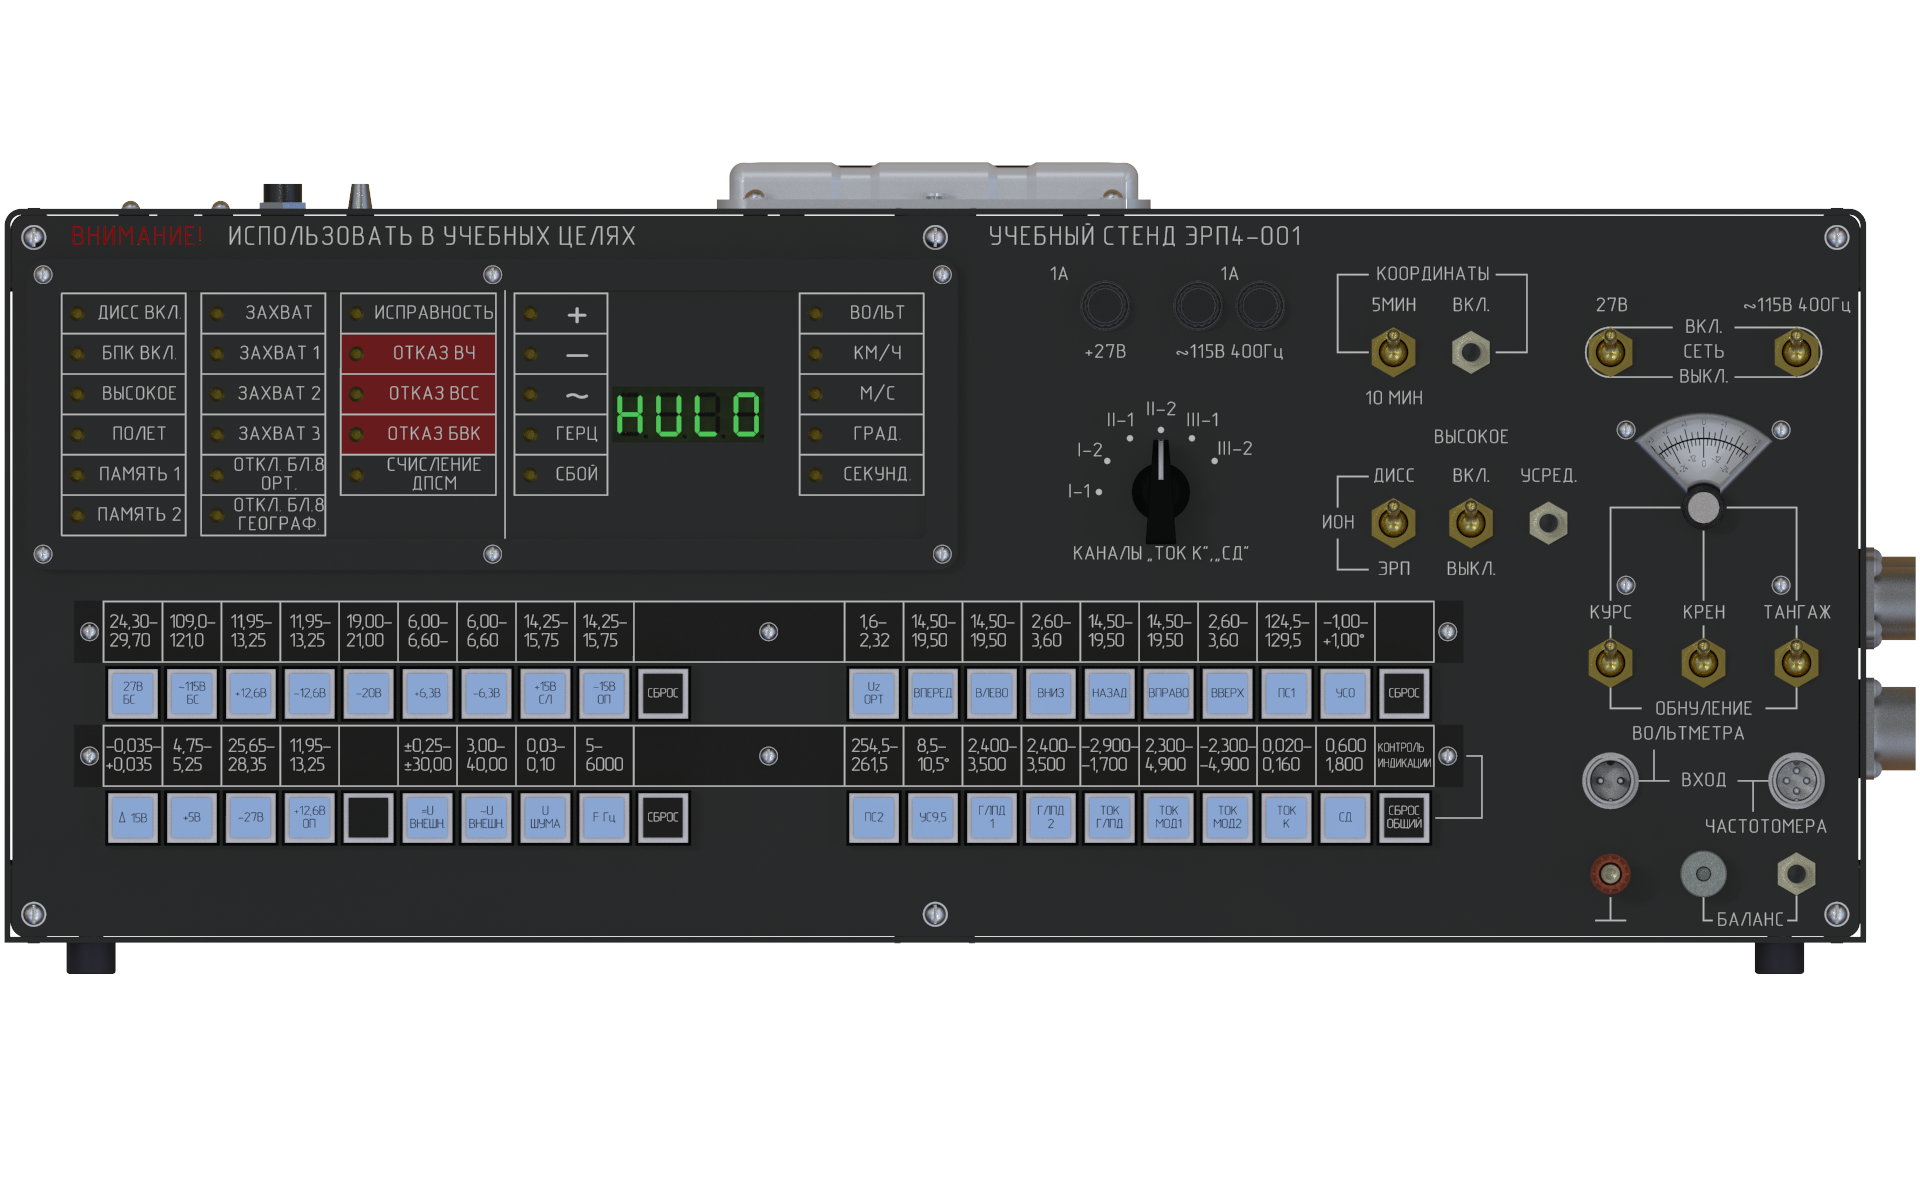 ВНИМАНИЕ! ИСПОЛЬЗОВАТЬ В УЧЕБНЫХ ЦЕЛЯХ
УЧЕБНЫЙ СТЕНД ЭРП4-001
ДИСС ВКЛ.
БПК ВКЛ.
ВЫСОКОЕ
ПОЛЕТ
ПАМЯТЬ 1
ПАМЯТЬ 2
ЗАХВАТ
ЗАХВАТ 1
ЗАХВАТ 2
ЗАХВАТ 3
ОТКЛ. БЛ.8
ОРТ.
ОТКЛ. БЛ.8
ГЕОГРАФ.
ИСПРАВНОСТЬ
ОТКАЗ ВЧ
ОТКАЗ ВСС
ОТКАЗ БВК
СЧИСЛЕНИЕ
ДПСМ
+
−
~
ГЕРЦ
СБОЙ
HULO
ВОЛЬТ
КМ/Ч
М/С
ГРАД.
СЕКУНД.
1А 1А
+27В ~115В 400Гц
I-1 I-2 II-1 II-2 III-1 III-2
КАНАЛЫ „ТОК К",„СД"
КООРДИНАТЫ
5МИН ВКЛ.
10 МИН
27В ~115В 400Гц
ВКЛ.
СЕТЬ
ВЫКЛ.
ВЫСОКОЕ
ДИСС ВКЛ. УСРЕД.
ИОН
ЭРП ВЫКЛ.
КУРС КРЕН ТАНГАЖ
ОБНУЛЕНИЕ
ВОЛЬТМЕТРА
ВХОД
ЧАСТОТОМЕРА
БАЛАНС
24,30– 109,0– 11,95– 11,95– 19,00– 6,00– 6,00– 14,25– 14,25–
29,70 121,0 13,25 13,25 21,00 6,60– 6,60 15,75 15,75
1,6– 14,50– 14,50– 2,60– 14,50– 14,50– 2,60– 124,5– –1,00–
2,32 19,50 19,50 3,60 19,50 19,50 3,60 129,5 +1,00°
27В ~115В +12,6В –12,6В –20В +6,3В –6,3В +15В –15В СБРОС
БС БС СЛ ОП
Uz ВПЕРЕД ВЛЕВО ВНИЗ НАЗАД ВПРАВО ВВЕРХ ПС1 УСО СБРОС
ОРТ
–0,035– 4,75– 25,65– 11,95– ±0,25– 3,00– 0,03– 5–
+0,035 5,25 28,35 13,25 ±30,00 40,00 0,10 6000
254,5– 8,5– 2,400– 2,400– –2,900– 2,300– –2,300– 0,020– 0,600 КОНТРОЛЬ
261,5 10,5° 3,500 3,500 –1,700 4,900 –4,900 0,160 1,800 ИНДИКАЦИИ
Δ 15В +5В –27В +12,6В =U ~U U F Гц СБРОС
ОП ВНЕШН. ВНЕШН. ШУМА
ПС2 УС9,5 Г/ЛПД Г/ЛПД ТОК ТОК ТОК ТОК СД СБРОС
1 2 Г/ЛПД МОД1 МОД2 К ОБЩИЙ